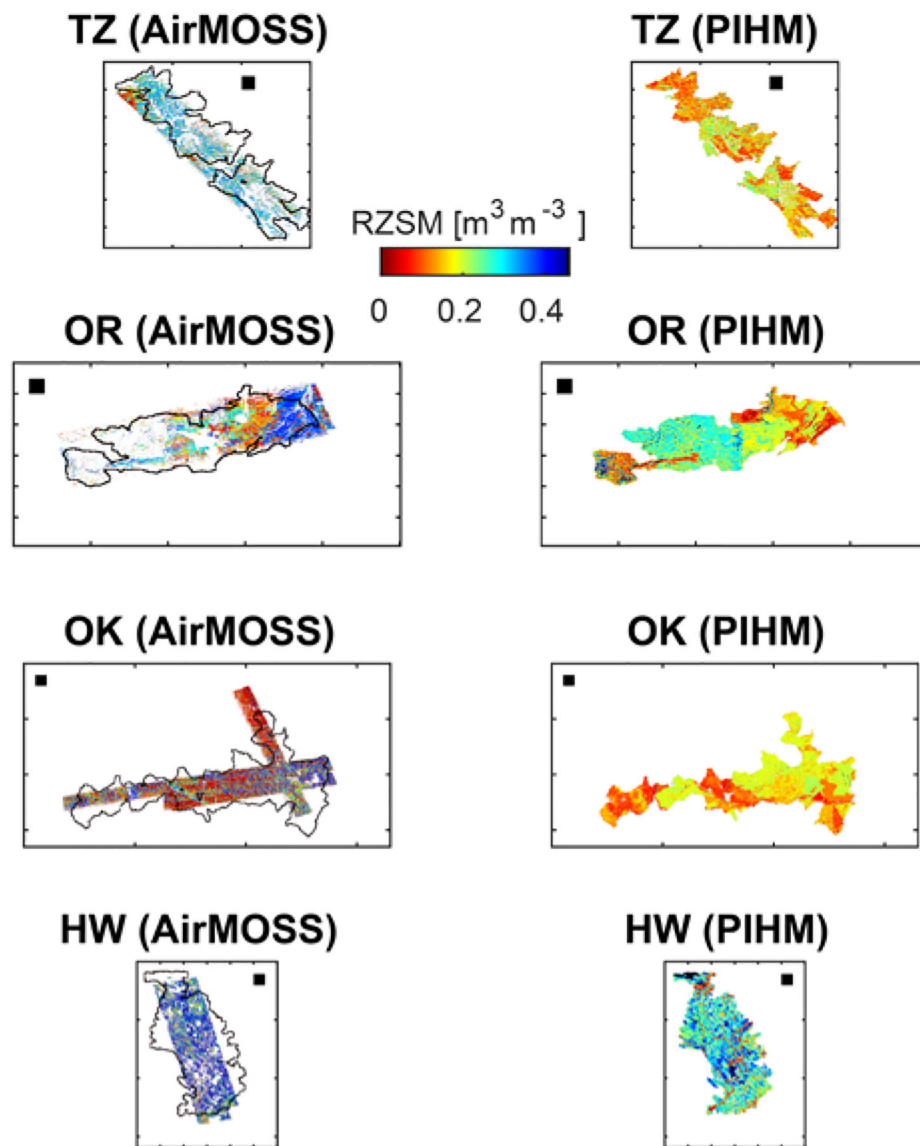 TZ (AirMOSS)
TZ (PIHM)
RZSM [m³ m⁻³ ]
0 0.2 0.4
OR (AirMOSS)
OR (PIHM)
OK (AirMOSS)
OK (PIHM)
HW (AirMOSS)
HW (PIHM)